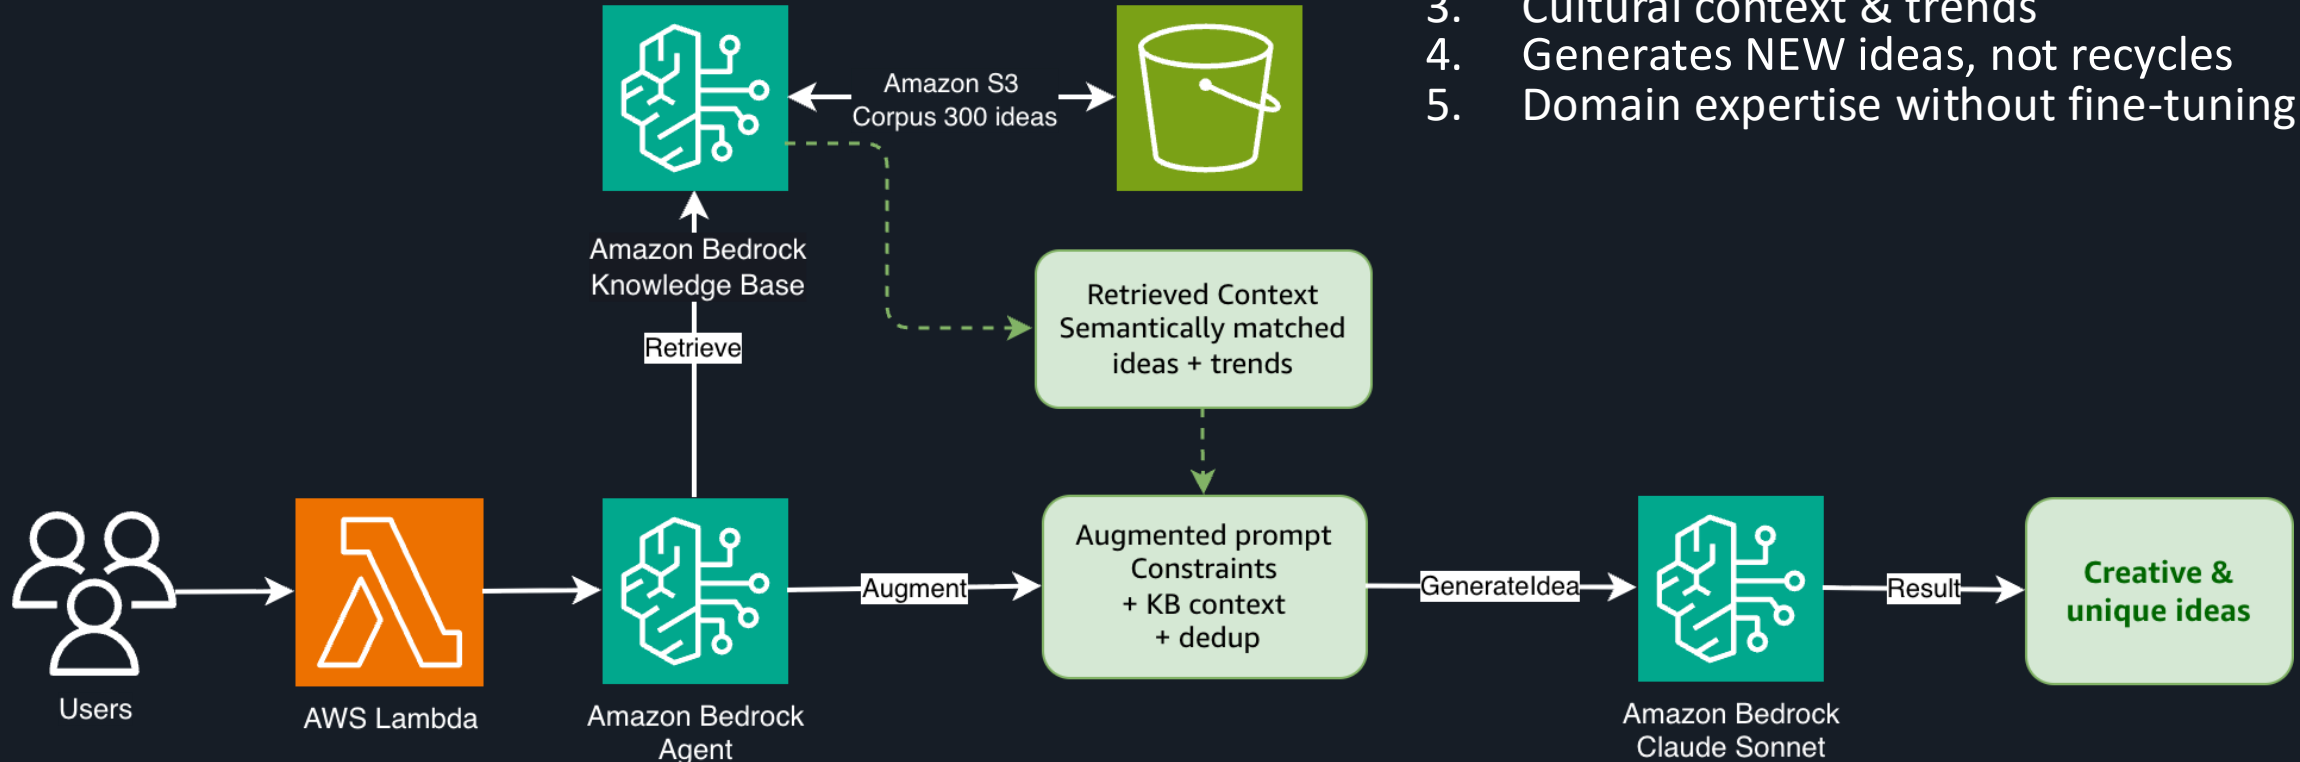 3. Cultural context & trends
4. Generates NEW ideas, not recycles
5. Domain expertise without fine-tuning
Amazon S3
Corpus 300 ideas
Amazon Bedrock
Knowledge Base
Retrieve
Retrieved Context
Semantically matched
ideas + trends
Users
AWS Lambda
Amazon Bedrock
Agent
Augment
Augmented prompt
Constraints
+ KB context
+ dedup
GenerateIdea
Amazon Bedrock
Claude Sonnet
Result
Creative &
unique ideas